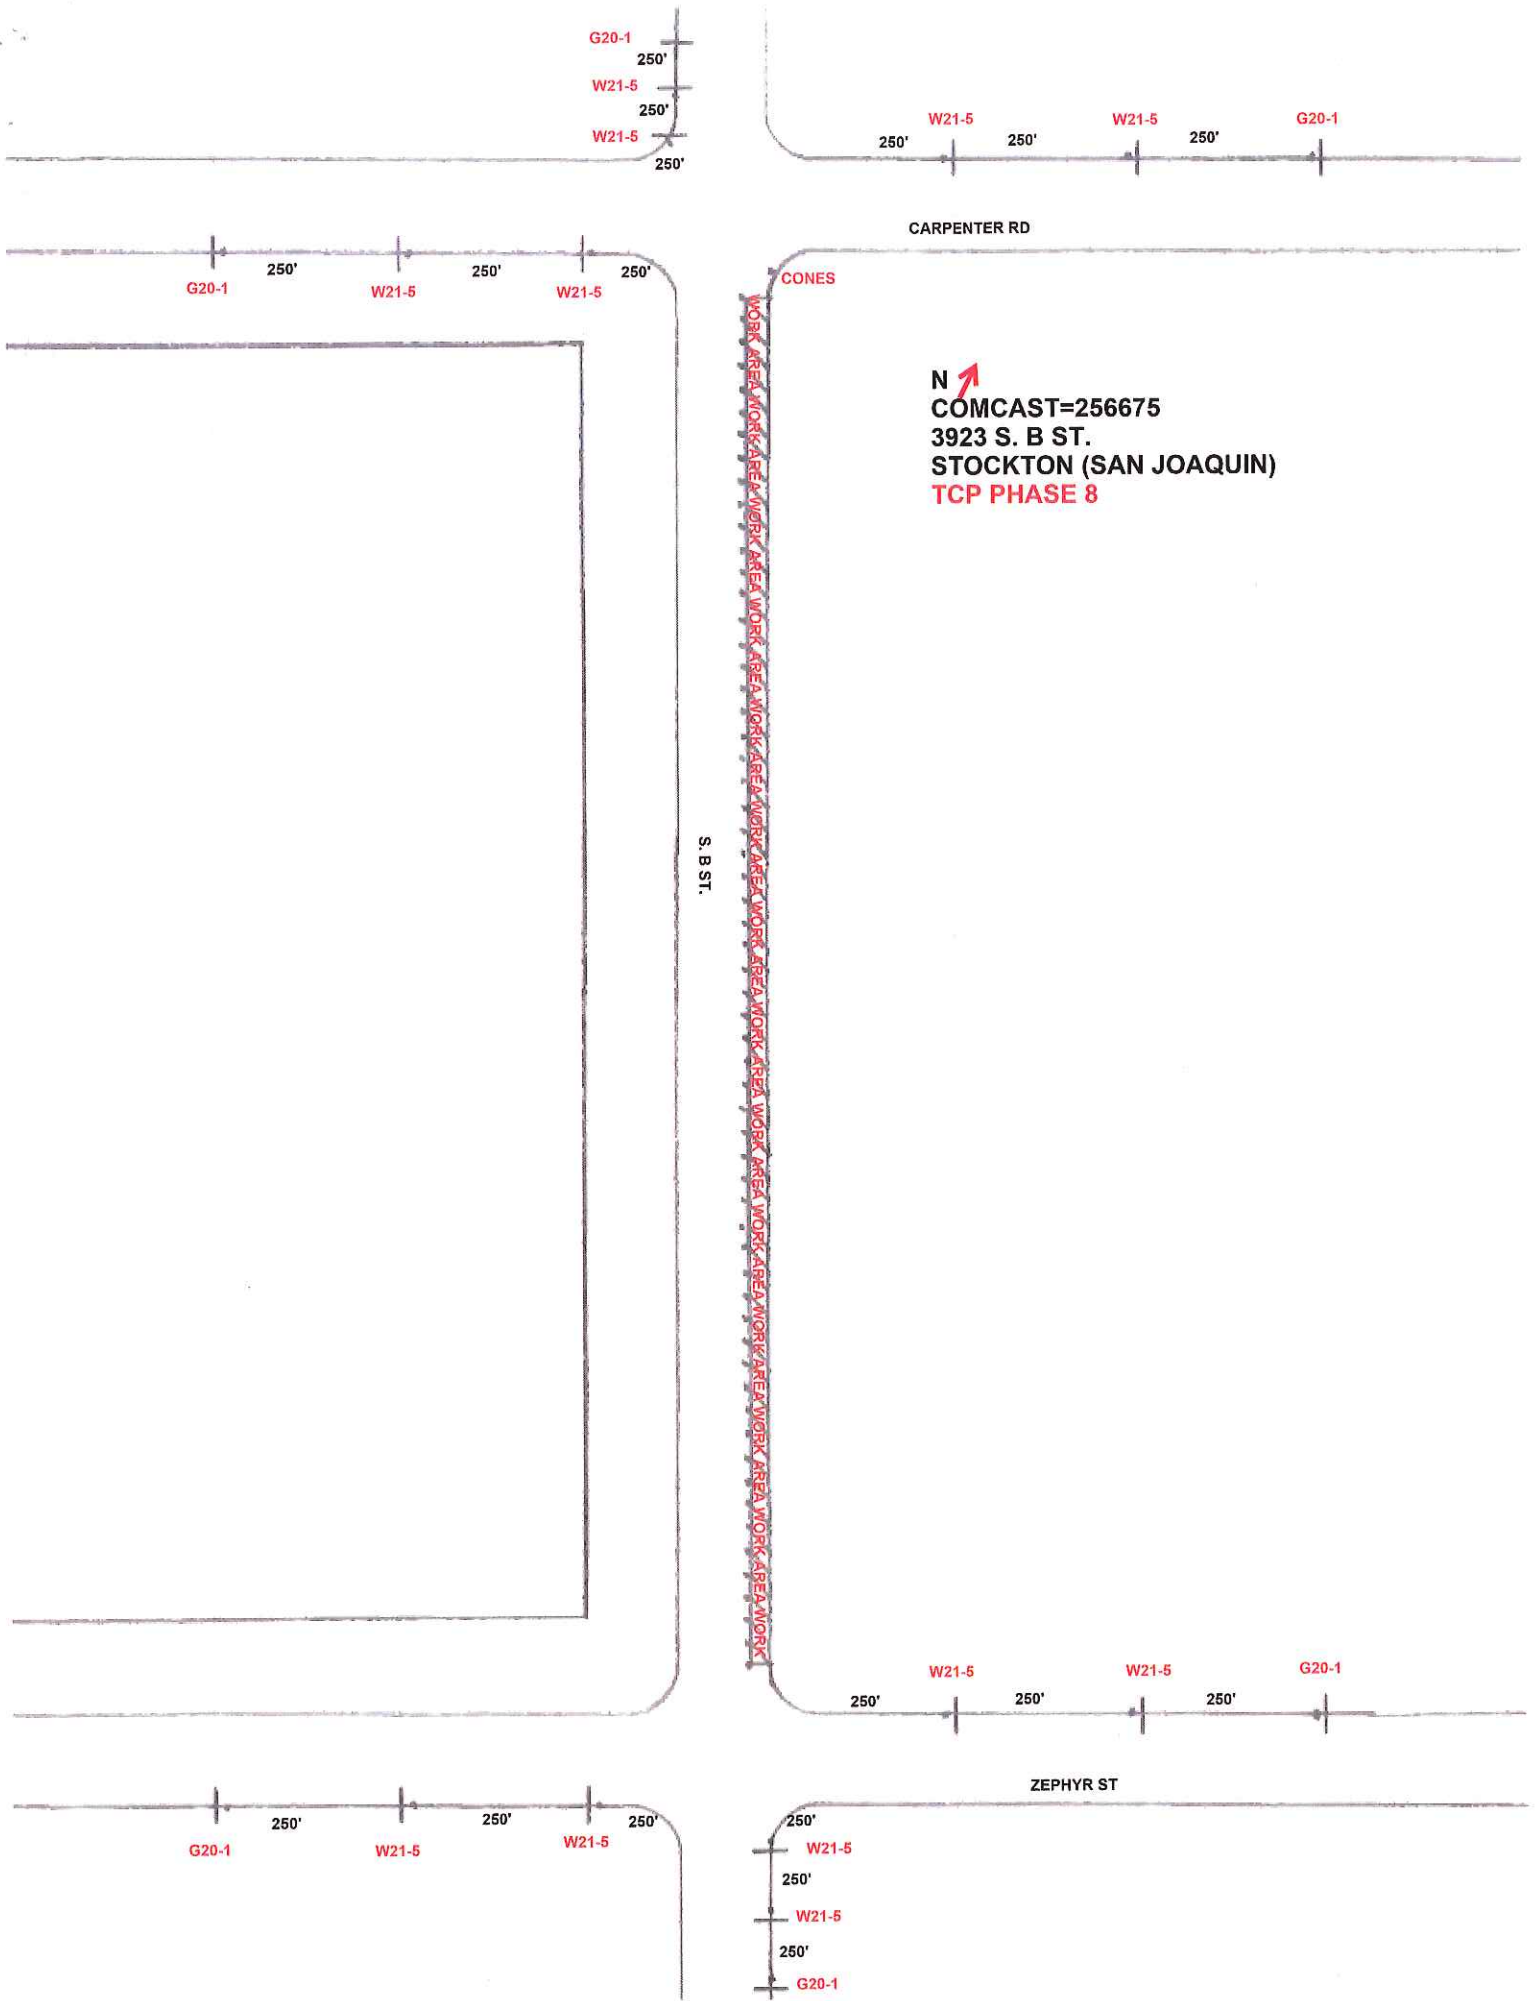 G20-1
250'
W21-5
250'
W21-5
250'
W21-5 W21-5 G20-1
250' 250' 250'
CARPENTER RD
250' 250' 250'
G20-1 W21-5 W21-5
CONES
N
COMCAST=256675
3923 S. B ST.
STOCKTON (SAN JOAQUIN)
TCP PHASE 8
WORK AREA WORK AREA WORK AREA WORK AREA WORK AREA WORK AREA WORK AREA WORK AREA WORK AREA WORK AREA WORK AREA WORK AREA WORK AREA WORK
S. B ST.
W21-5 W21-5 G20-1
250' 250' 250'
ZEPHYR ST
250' 250' 250'
G20-1 W21-5 W21-5
250'
W21-5
250'
W21-5
250'
G20-1